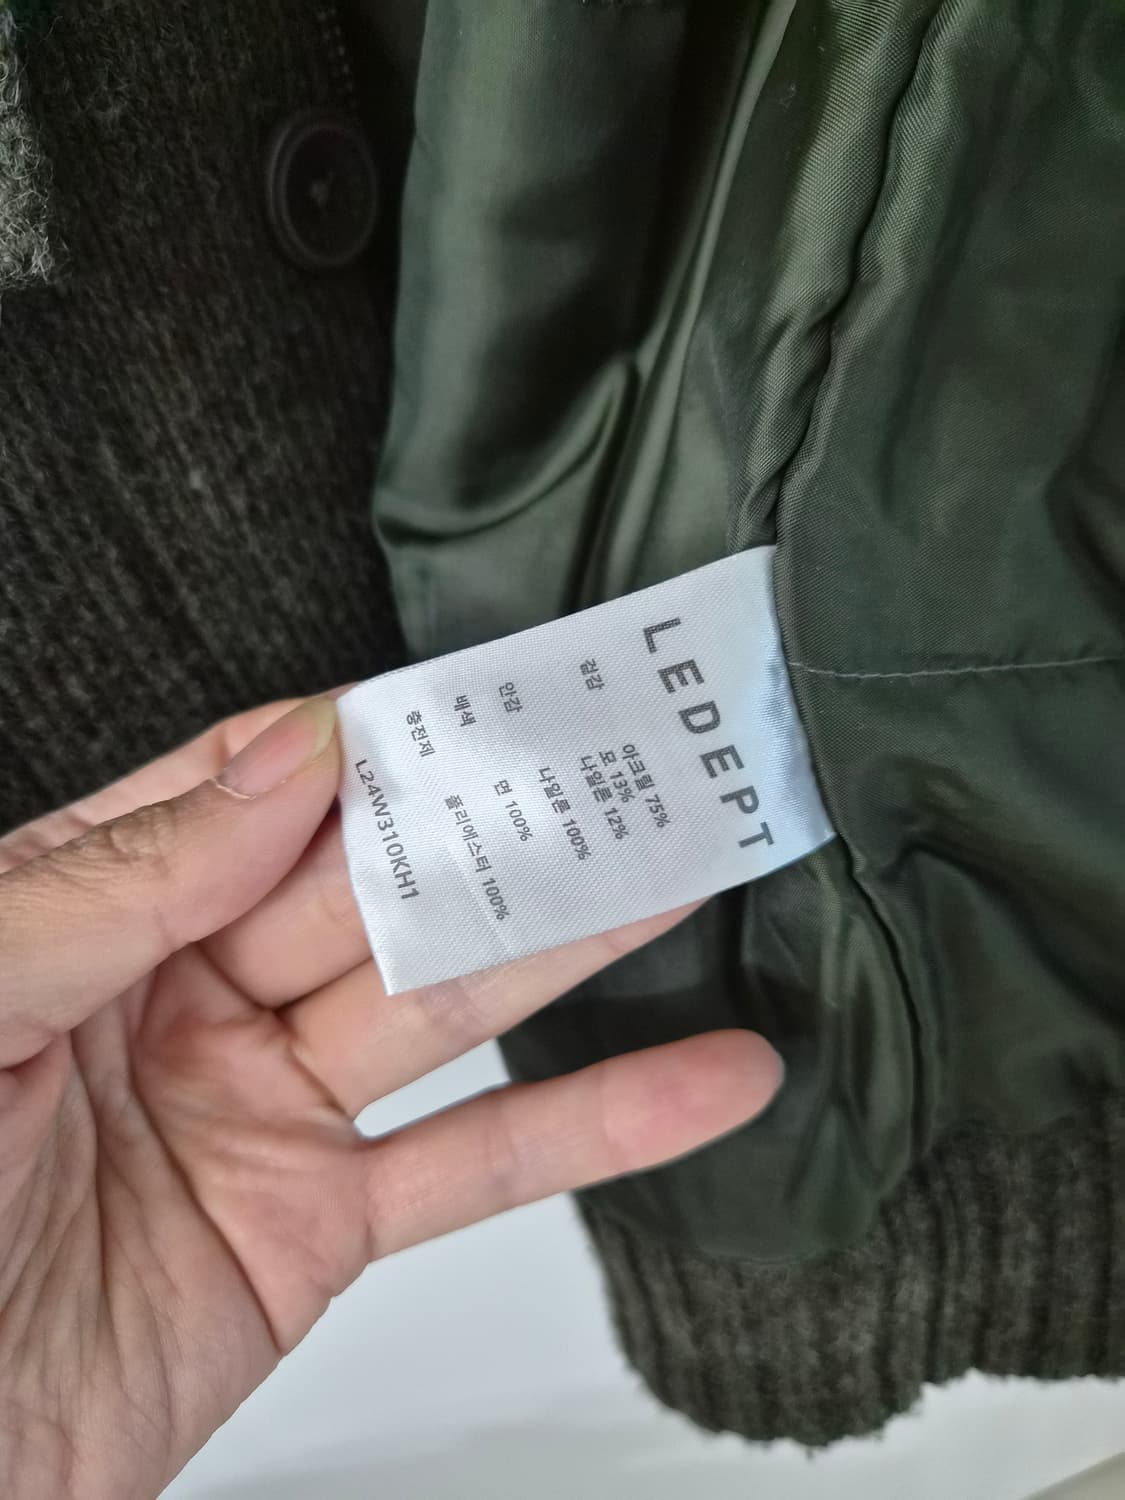 LEDEPT
겉감 아크릴 75%
모 13%
나일론 12%
안감 나일론 100%
배색 면 100%
충전제 폴리에스터 100%
L24W310KH1